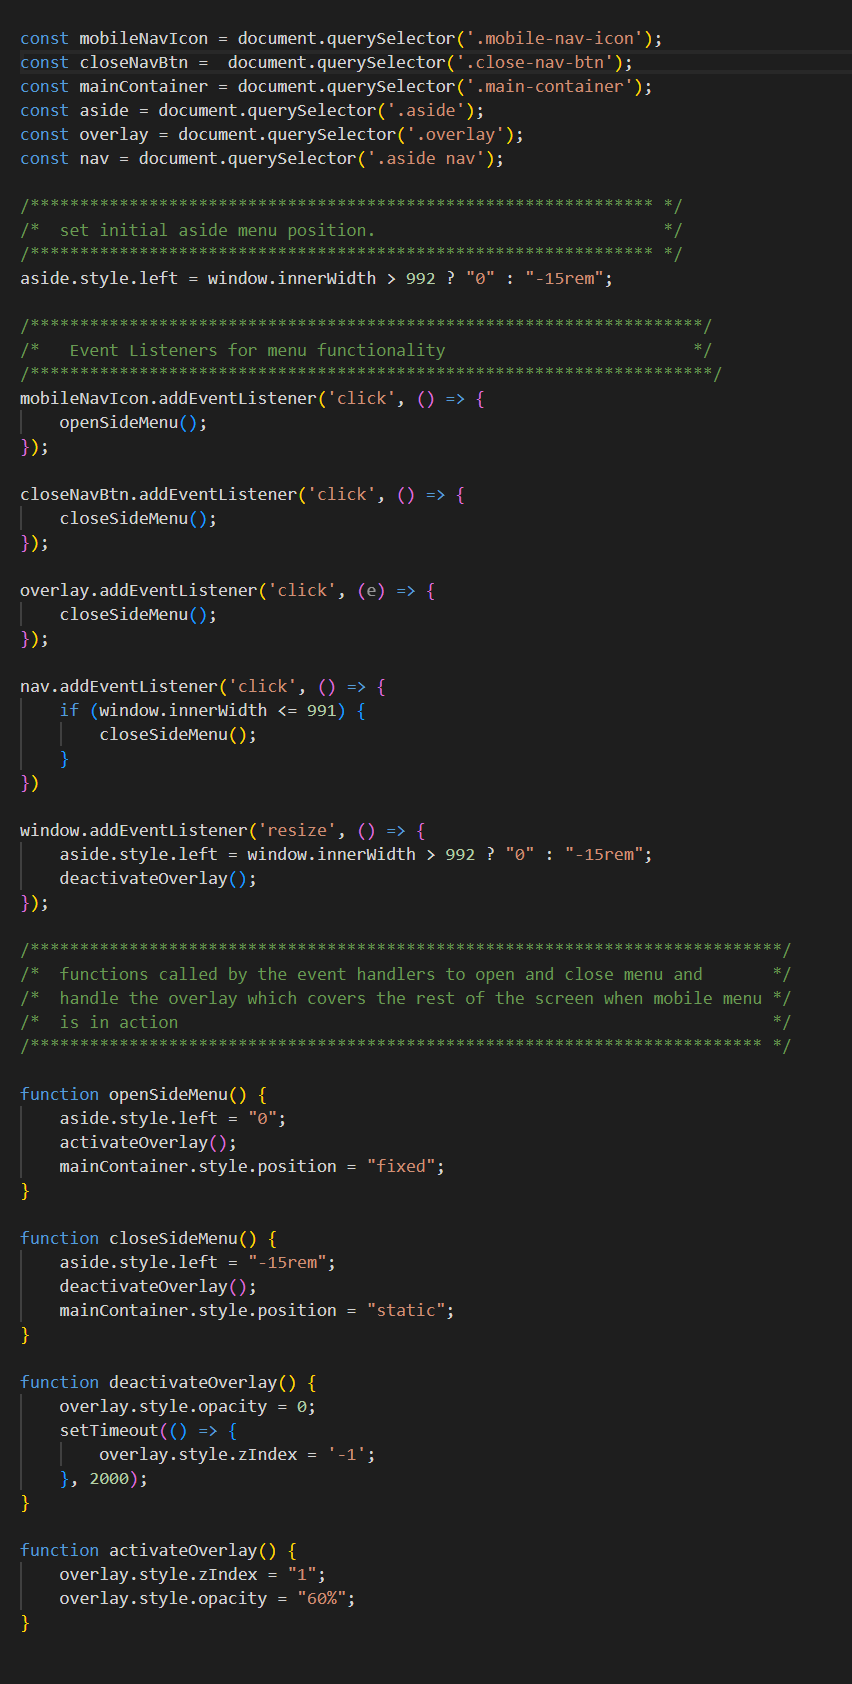 const mobileNavIcon = document.querySelector('.mobile-nav-icon');
const closeNavBtn =  document.querySelector('.close-nav-btn');
const mainContainer = document.querySelector('.main-container');
const aside = document.querySelector('.aside');
const overlay = document.querySelector('.overlay');
const nav = document.querySelector('.aside nav');

/*************************************************************** */
/*  set initial aside menu position.                             */
/*************************************************************** */
aside.style.left = window.innerWidth > 992 ? "0" : "-15rem";

/********************************************************************/
/*   Event Listeners for menu functionality                         */
/*********************************************************************/
mobileNavIcon.addEventListener('click', () => {
    openSideMenu();
});

closeNavBtn.addEventListener('click', () => {
    closeSideMenu();
});

overlay.addEventListener('click', (e) => {
    closeSideMenu();
});

nav.addEventListener('click', () => {
    if (window.innerWidth <= 991) {
        closeSideMenu();
    }
})

window.addEventListener('resize', () => {
    aside.style.left = window.innerWidth > 992 ? "0" : "-15rem";
    deactivateOverlay();
});

/****************************************************************************/
/*  functions called by the event handlers to open and close menu and       */
/*  handle the overlay which covers the rest of the screen when mobile menu */
/*  is in action                                                            */
/************************************************************************** */

function openSideMenu() {
    aside.style.left = "0";
    activateOverlay();
    mainContainer.style.position = "fixed";
}

function closeSideMenu() {
    aside.style.left = "-15rem";
    deactivateOverlay();
    mainContainer.style.position = "static";
}

function deactivateOverlay() {
    overlay.style.opacity = 0;
    setTimeout(() => {
        overlay.style.zIndex = '-1';
    }, 2000);
}

function activateOverlay() {
    overlay.style.zIndex = "1";
    overlay.style.opacity = "60%";
}